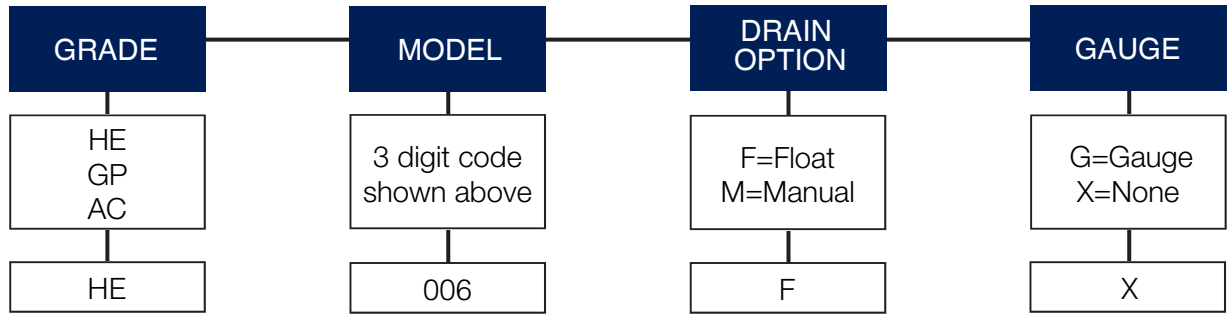 GRADE
MODEL
DRAIN
OPTION
GAUGE
HE
GP
AC
3 digit code
shown above
F=Float
M=Manual
G=Gauge
X=None
HE
006
F
X